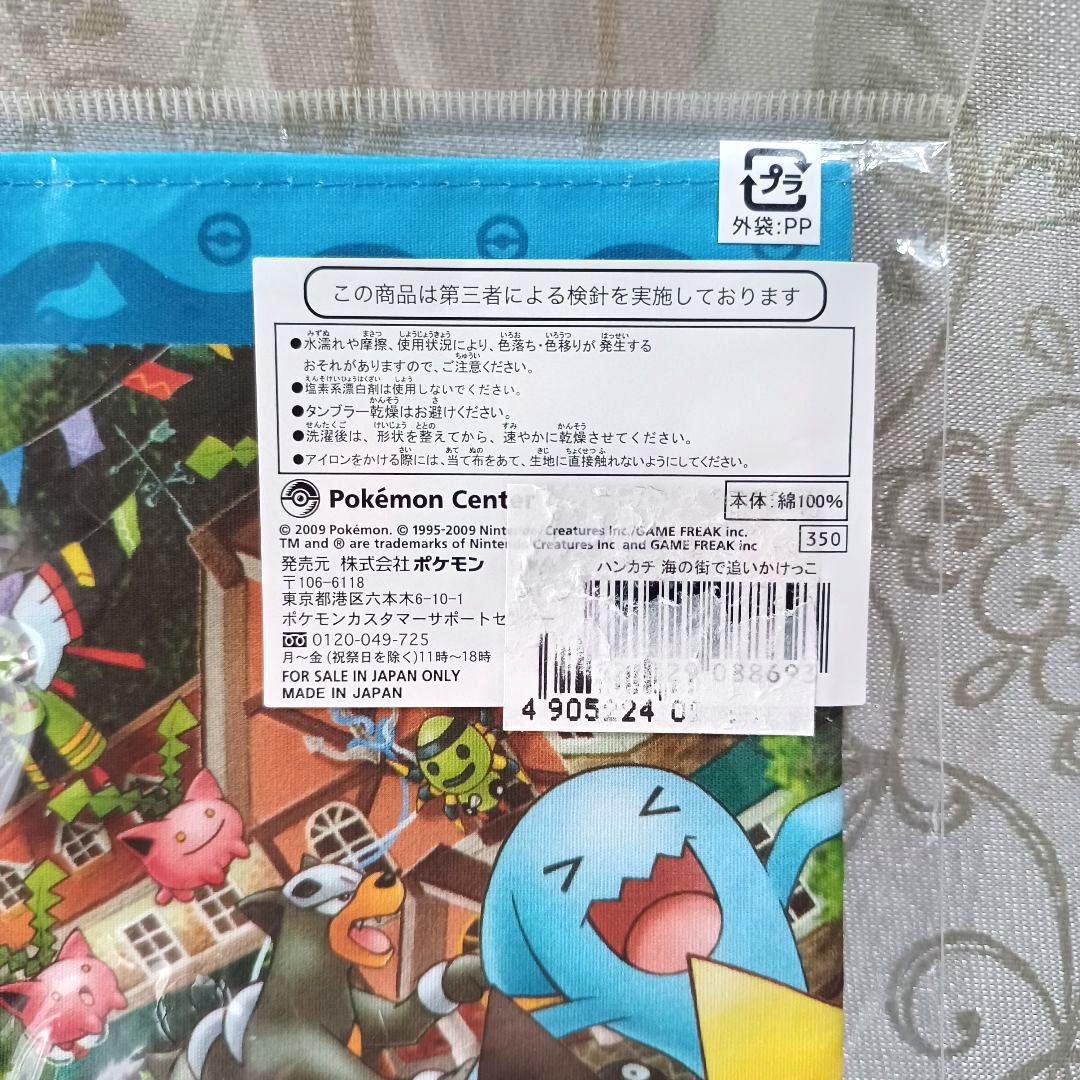 プラ
外袋:PP
この商品は第三者による検針を実施しております
●水濡れや摩擦、使用状況により、色落ち・色移りが発生する
おそれがありますので、ご注意ください。
●塩素系漂白剤は使用しないでください。
●タンブラー乾燥はお避けください。
●洗濯後は、形状を整えてから、速やかに乾燥させてください。
●アイロンをかける際には、当て布をあて、生地に直接触れないようにしてください。
Pokémon Center
本体:綿100%
© 2009 Pokémon. © 1995-2009 Nintendo/Creatures Inc./GAME FREAK inc.
TM and ® are trademarks of Nintendo Creatures Inc and GAME FREAK inc
350
発売元 株式会社ポケモン
ハンカチ 海の街で追いかけっこ
〒106-6118
東京都港区六本木6-10-1
ポケモンカスタマーサポートセ
0120-049-725
月〜金(祝祭日を除く)11時〜18時
FOR SALE IN JAPAN ONLY
MADE IN JAPAN
088693
4 905